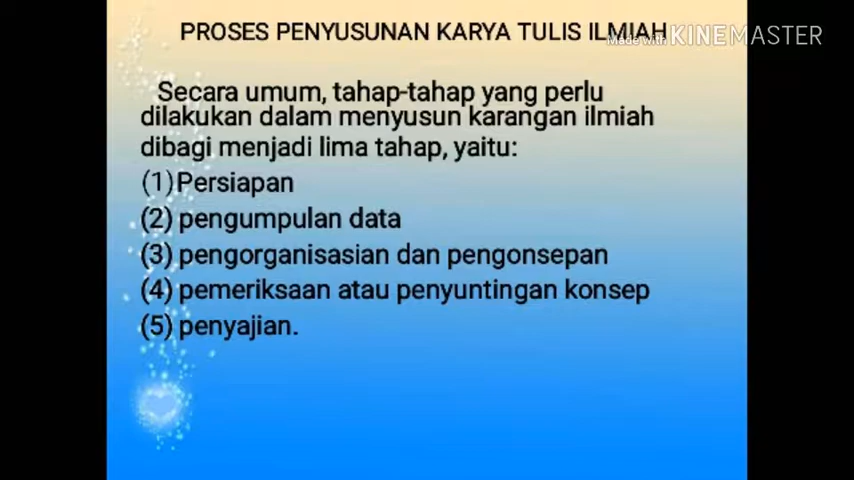 PROSES PENYUSUNAN KARYA TULIS ILMIAH
Made with KINEMASTER
Secara umum, tahap-tahap yang perlu
dilakukan dalam menyusun karangan ilmiah
dibagi menjadi lima tahap, yaitu:
(1) Persiapan
(2) pengumpulan data
(3) pengorganisasian dan pengonsepan
(4) pemeriksaan atau penyuntingan konsep
(5) penyajian.